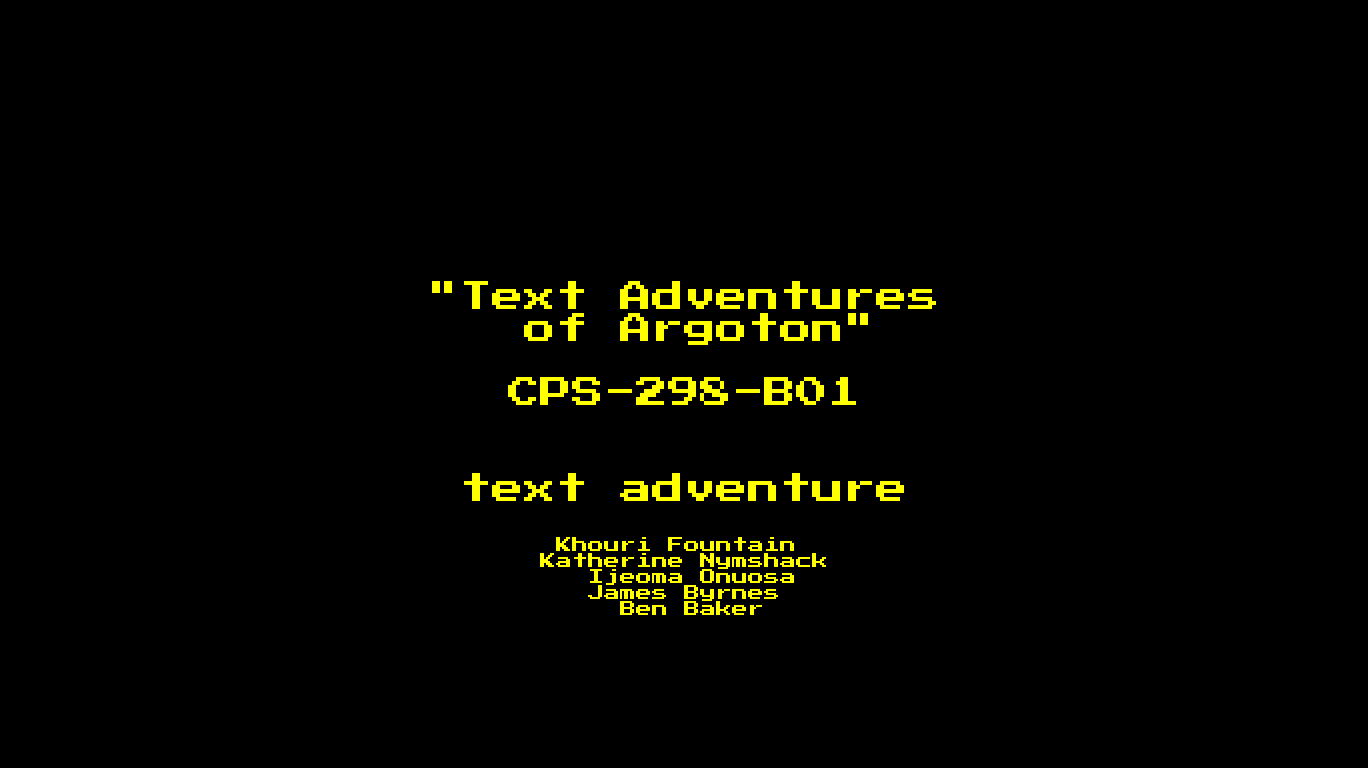 "Text Adventures
of Argoton"
CPS-298-B01
text adventure
Khouri Fountain
Katherine Nymshack
Ijeoma Onuosa
James Byrnes
Ben Baker